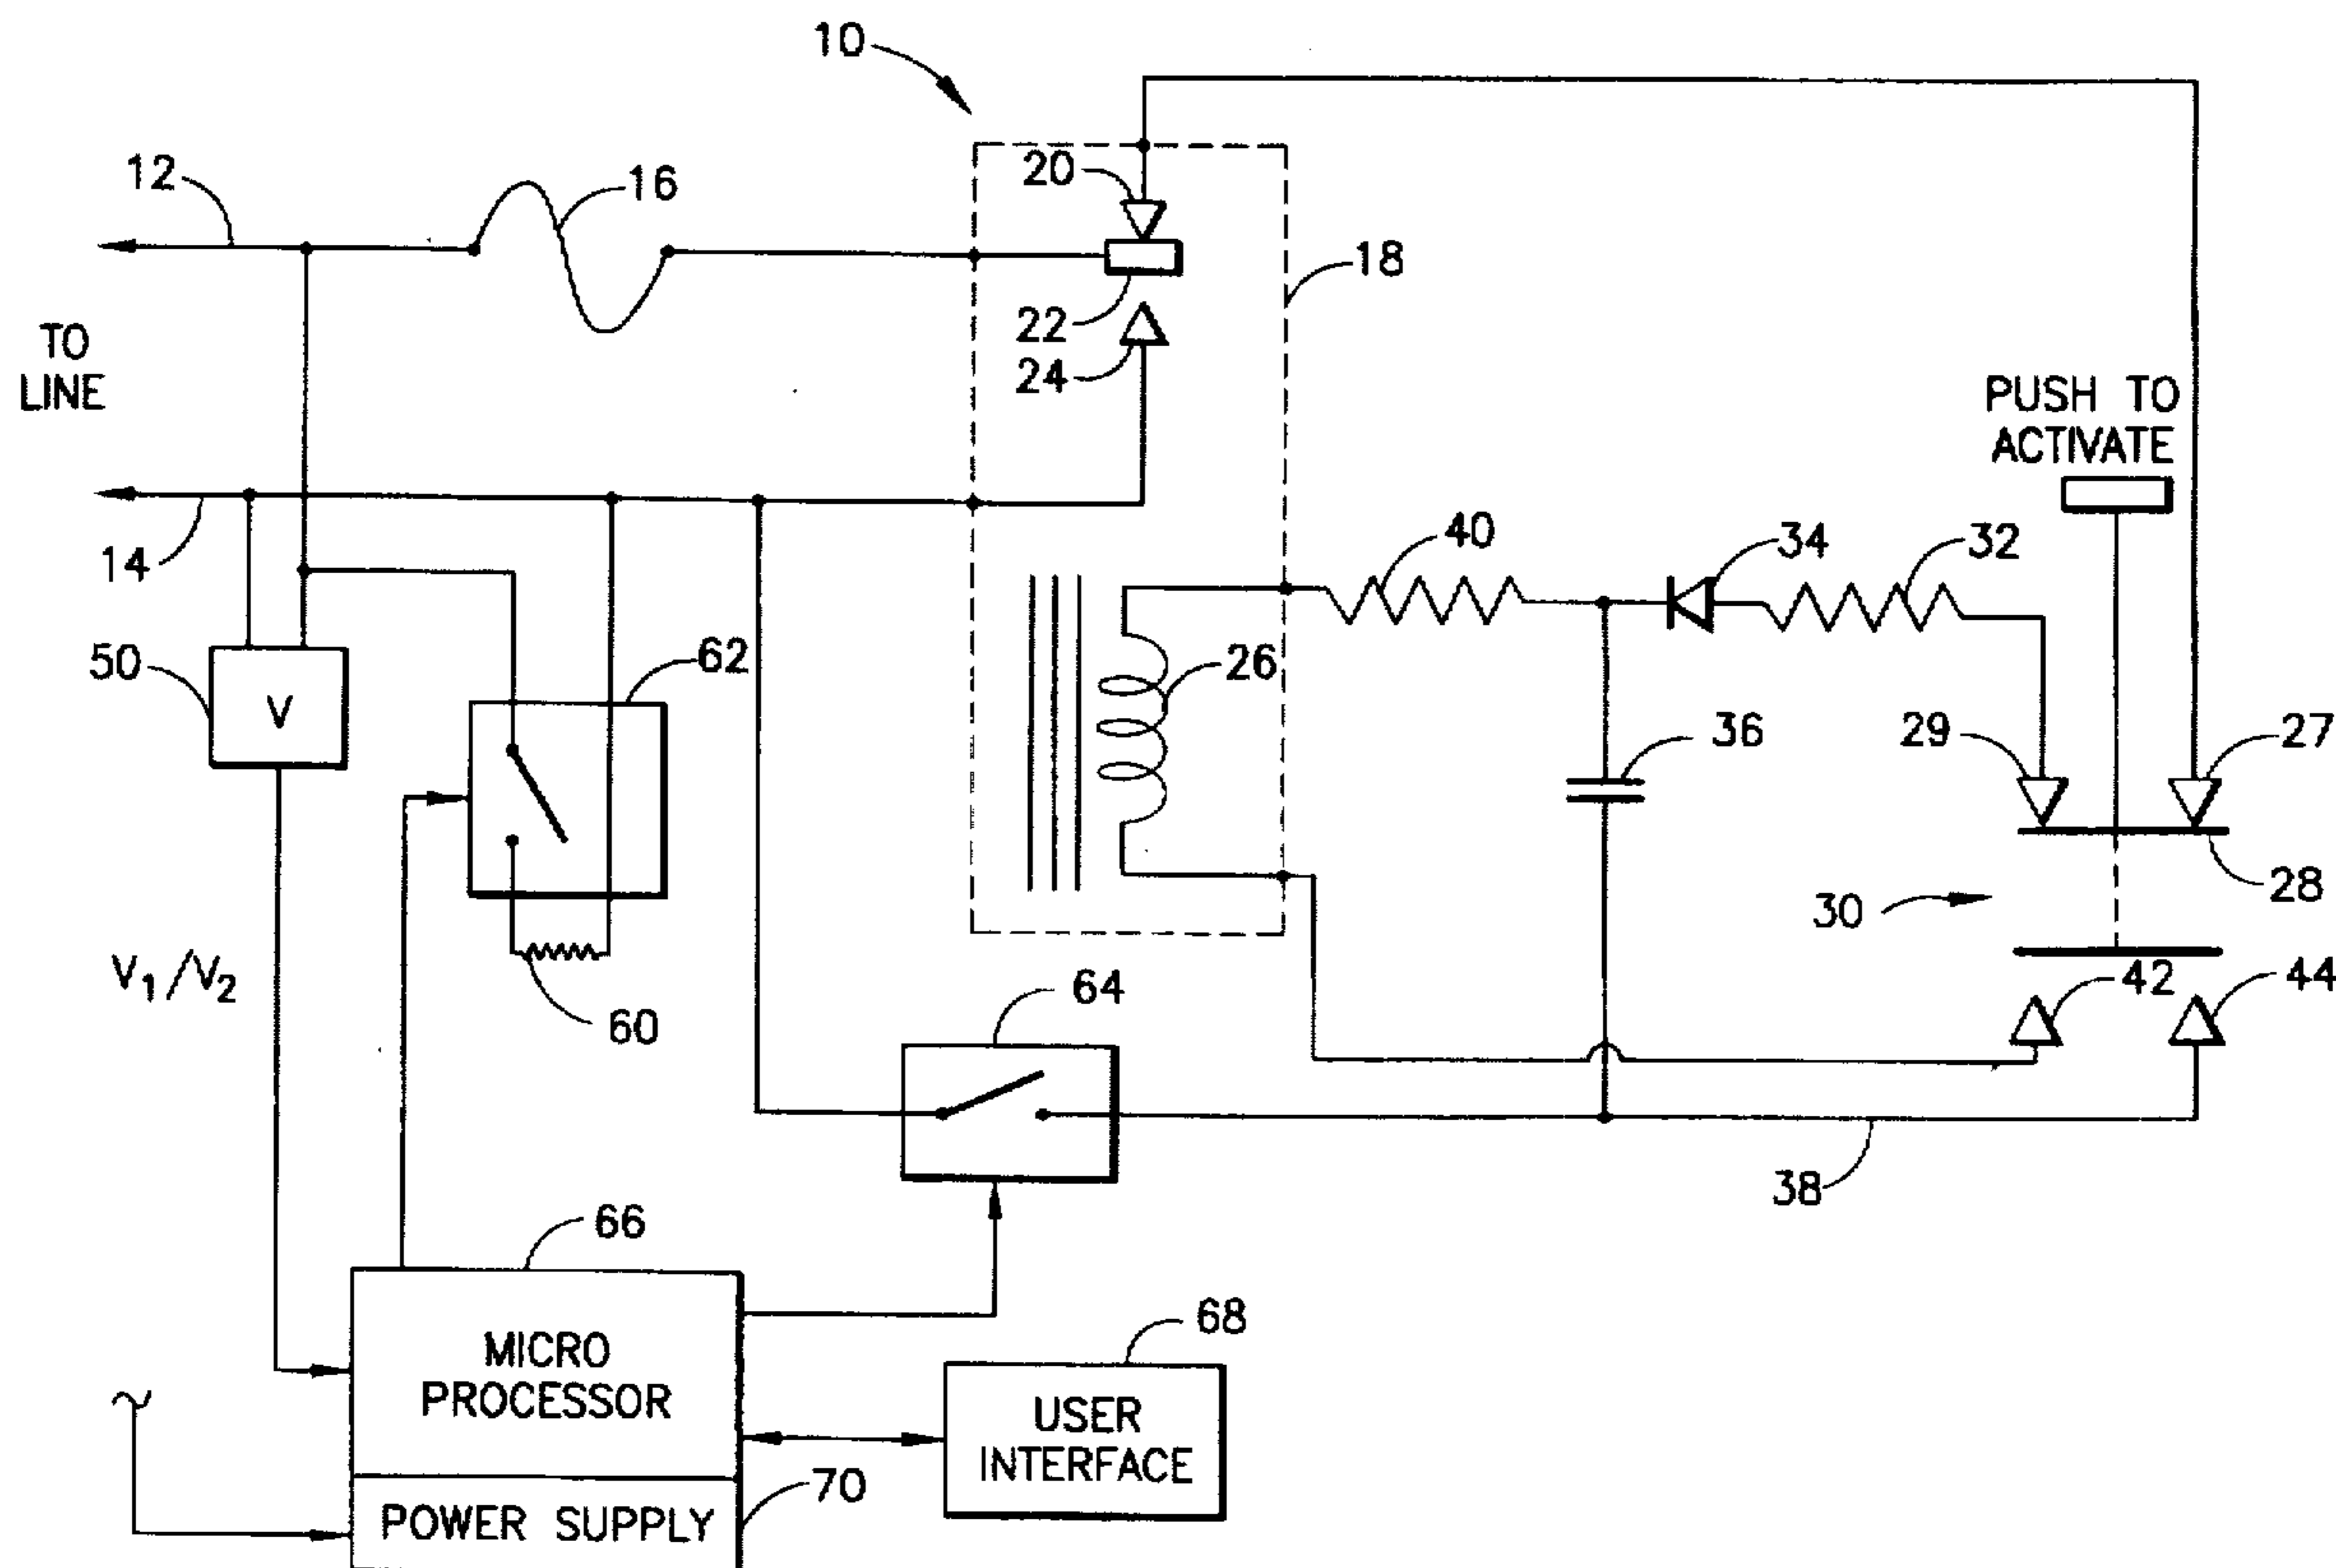 10
12
16
20
18
22
24
TO
LINE
PUSH TO
ACTIVATE
14
40
34
32
50
V
62
26
36
29
27
28
30
V₁/V₂
60
64
42
44
38
66
68
MICRO
PROCESSOR
USER
INTERFACE
70
POWER SUPPLY